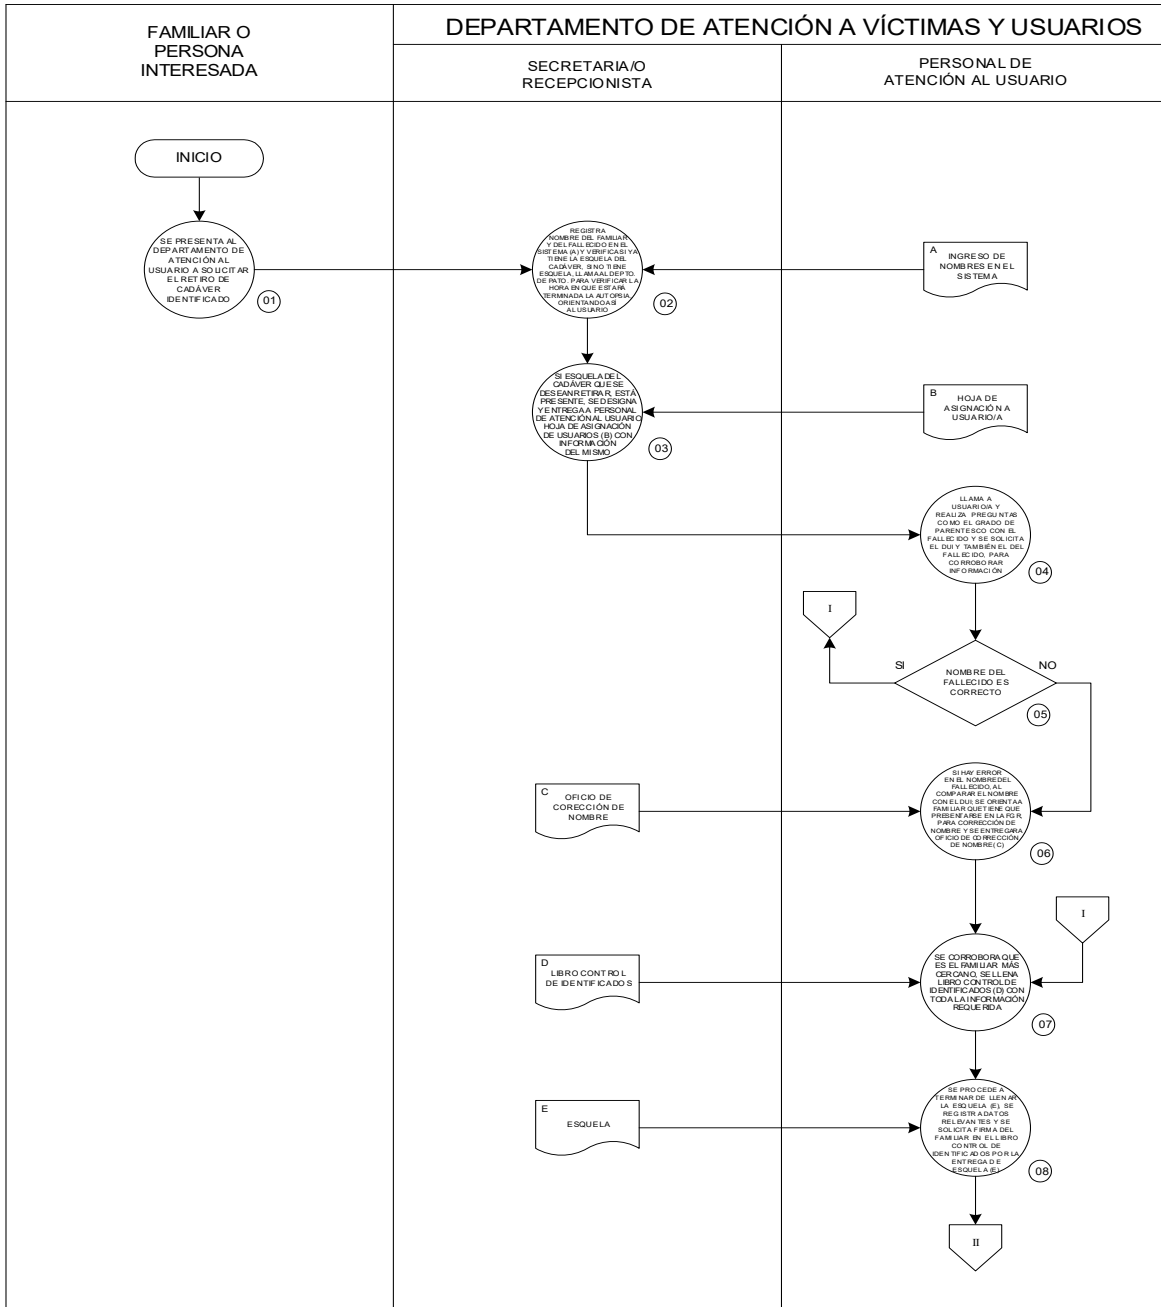 FAMILIAR O
PERSONA
INTERESADA
DEPARTAMENTO DE ATENCIÓN A VÍCTIMAS Y USUARIOS
SECRETARIA/O
RECEPCIONISTA
PERSONAL DE
ATENCIÓN AL USUARIO
INICIO
SE PRESENTA AL
DEPARTAMENTO DE
ATENCIÓN AL
USUARIO A SOLICITAR
EL RETIRO DE
CADÁVER
IDENTIFICADO
01
REGISTRA
NOMBRE DEL FAMILIAR
Y DEL FALLECIDO EN EL
SISTEMA (A) Y VERIFICA SI YA
TIENE LA ESQUELA DEL
CADÁVER, SI NO TIENE
ESQUELA, LLAMA AL DEPTO.
DE PATO. PARA VERIFICAR LA
HORA EN QUE ESTARÁ
TERMINADA LA AUTOPSIA,
ORIENTANDO ASÍ
AL USUARIO
02
A
INGRESO DE
NOMBRES EN EL
SISTEMA
SI ESQUELA DEL
CADÁVER QUE SE
DESEAN RETIRAR, ESTÁ
PRESENTE, SE DESIGNA
Y ENTREGA A PERSONAL
DE ATENCIÓN AL USUARIO
HOJA DE ASIGNACIÓN
DE USUARIOS (B) CON
INFORMACIÓN
DEL MISMO
03
B
HOJA DE
ASIGNACIÓN A
USUARIO/A
LLAMA A
USUARIO/A Y
REALIZA PREGUNTAS
COMO EL GRADO DE
PARENTESCO CON EL
FALLECIDO Y SE SOLICITA
EL DUI Y TAMBIÉN EL DEL
FALLECIDO, PARA
CORROBORAR
INFORMACIÓN
04
I
SI
NOMBRE DEL
FALLECIDO ES
CORRECTO
NO
05
C
OFICIO DE
CORECCIÓN DE
NOMBRE
SI HAY ERROR
EN EL NOMBRE DEL
FALLECIDO, AL
COMPARAR EL NOMBRE
CON EL DUI; SE ORIENTA A
FAMILIAR QUE TIENE QUE
PRESENTARSE EN LA FGR,
PARA CORRECCIÓN DE
NOMBRE Y SE ENTREGARA
OFICIO DE CORRECCIÓN
DE NOMBRE (C)
06
I
D
LIBRO CONTROL
DE IDENTIFICADOS
SE CORROBORA QUE
ES EL FAMILIAR MÁS
CERCANO, SE LLENA
LIBRO CONTROL DE
IDENTIFICADOS (D) CON
TODA LA INFORMACIÓN
REQUERIDA
07
E
ESQUELA
SE PROCEDE A
TERMINAR DE LLENAR
LA ESQUELA (E), SE
REGISTRA DATOS
RELEVANTES Y SE
SOLICITA FIRMA DEL
FAMILIAR EN EL LIBRO
CONTROL DE
IDENTIFICADOS POR LA
ENTREGA DE
ESQUELA (E)
08
II